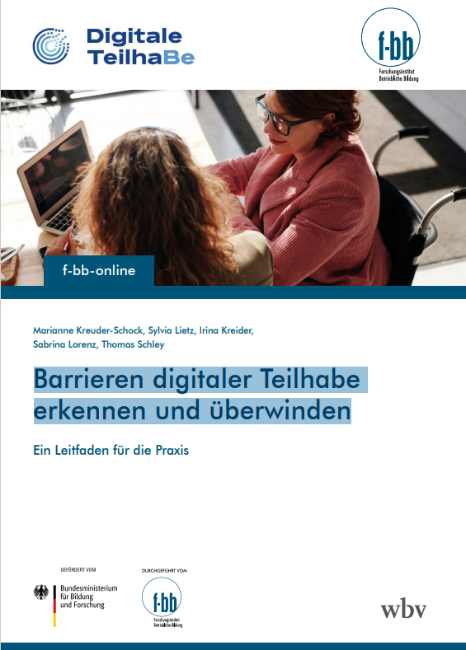 Digitale
TeilhaBe
f-bb
Forschungsinstitut
Betriebliche Bildung
f-bb-online
Marianne Kreuder-Schock, Sylvia Lietz, Irina Kreider,
Sabrina Lorenz, Thomas Schley
Barrieren digitaler Teilhabe
erkennen und überwinden
Ein Leitfaden für die Praxis
GEFÖRDERT VOM
Bundesministerium
für Bildung
und Forschung
DURCHGEFÜHRT VOM
f-bb
Forschungsinstitut
Betriebliche Bildung
wbv